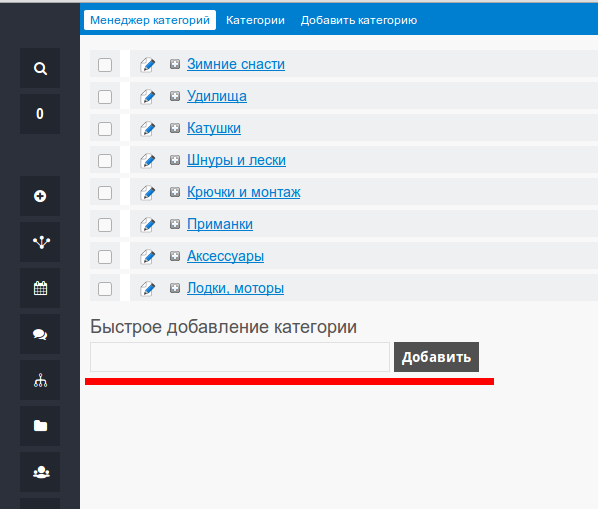 Менеджер категорий Категории Добавить категорию
0
Зимние снасти
Удилища
Катушки
Шнуры и лески
Крючки и монтаж
Приманки
Аксессуары
Лодки, моторы
Быстрое добавление категории
Добавить